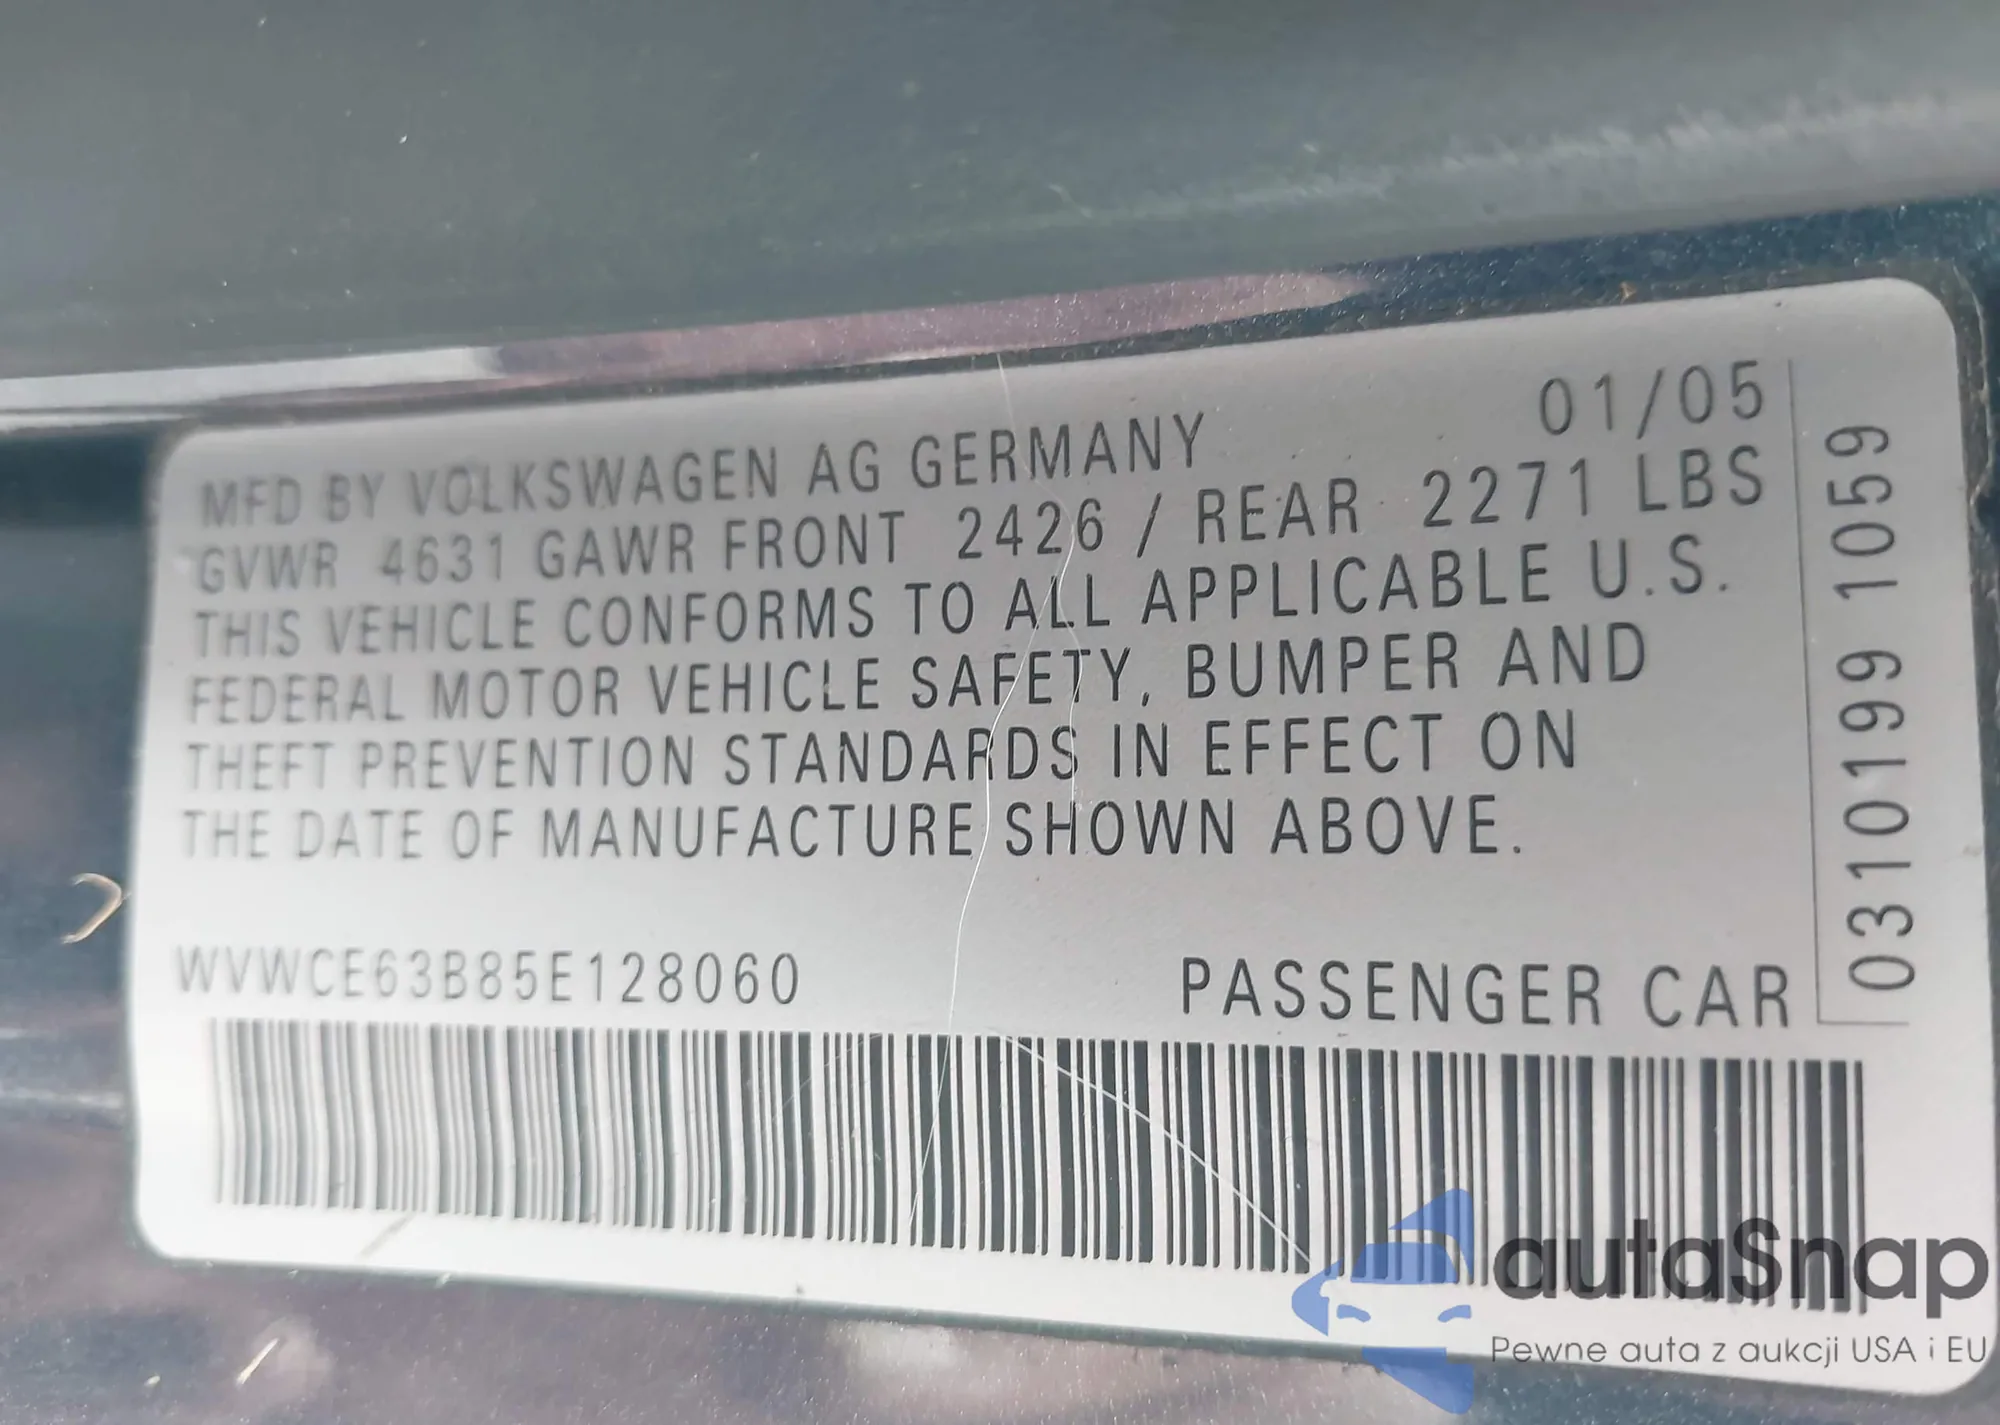 MFD BY VOLKSWAGEN AG GERMANY 01/05
GVWR 4631 GAWR FRONT 2426 / REAR 2271 LBS
THIS VEHICLE CONFORMS TO ALL APPLICABLE U.S.
FEDERAL MOTOR VEHICLE SAFETY, BUMPER AND
THEFT PREVENTION STANDARDS IN EFFECT ON
THE DATE OF MANUFACTURE SHOWN ABOVE.
WVWCE63B85E128060 PASSENGER CAR
0310199 1059
autaSnap
Pewne auta z aukcji USA i EU